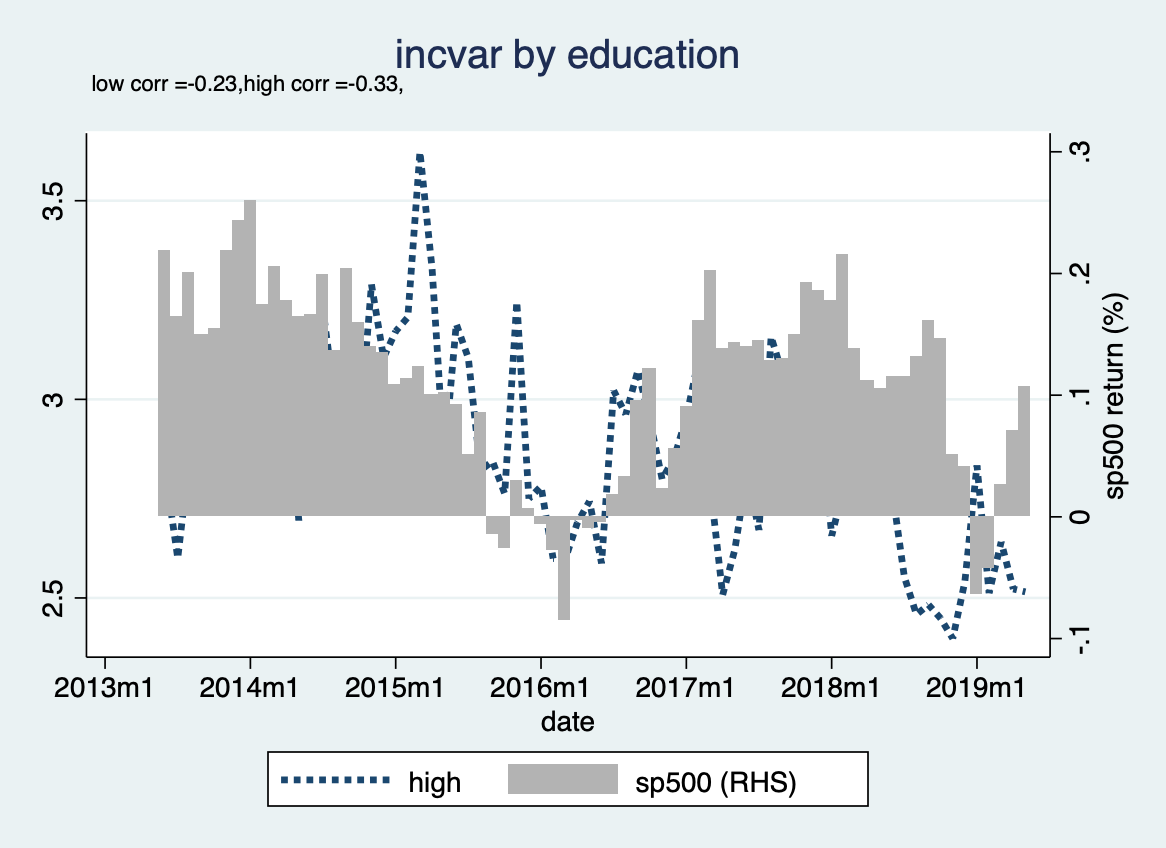 incvar by education
low corr =-0.23,high corr =-0.33,
3.5
3
2.5
.3
.2
.1
0
-.1
sp500 return (%)
2013m1 2014m1 2015m1 2016m1 2017m1 2018m1 2019m1
date
high sp500 (RHS)